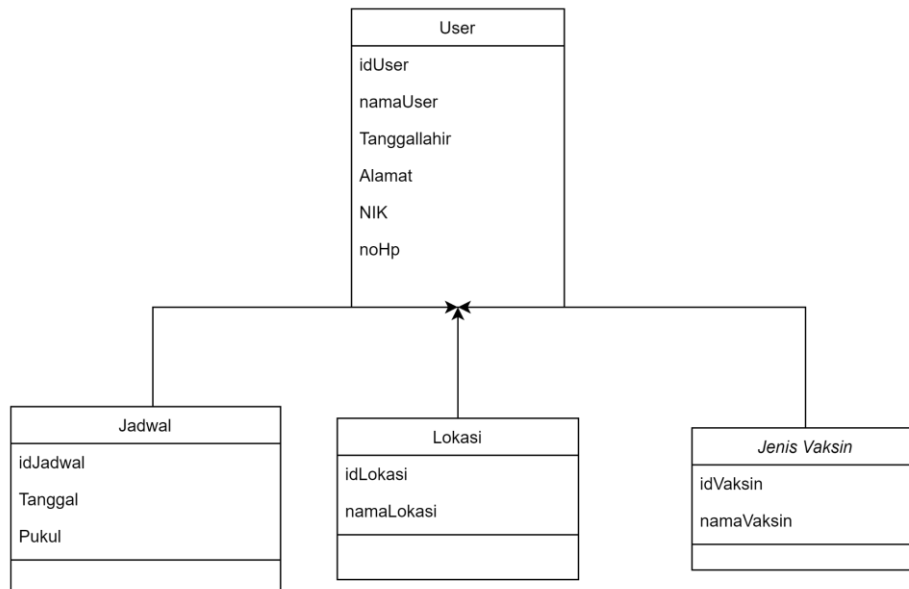 User
idUser
namaUser
Tanggallahir
Alamat
NIK
noHp
Jadwal
idJadwal
Tanggal
Pukul
Lokasi
idLokasi
namaLokasi
Jenis Vaksin
idVaksin
namaVaksin